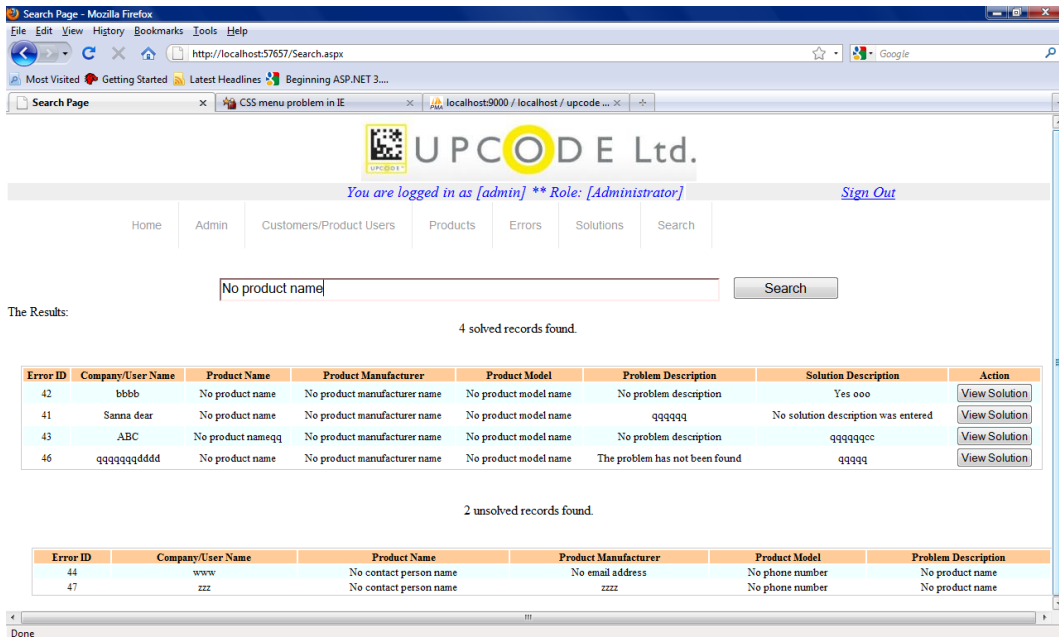 Search Page - Mozilla Firefox
File Edit View History Bookmarks Tools Help
http://localhost:57657/Search.aspx Google
Most Visited Getting Started Latest Headlines Beginning ASP.NET 3....
Search Page CSS menu problem in IE localhost:9000 / localhost / upcode ...
UPCODE UPCODE Ltd.
You are logged in as [admin] ** Role: [Administrator] Sign Out
Home Admin Customers/Product Users Products Errors Solutions Search
No product name Search
The Results:
4 solved records found.
Error ID Company/User Name Product Name Product Manufacturer Product Model Problem Description Solution Description Action
42 bbbb No product name No product manufacturer name No product model name No problem description Yes ooo View Solution
41 Sanna dear No product name No product manufacturer name No product model name qqqqqq No solution description was entered View Solution
43 ABC No product nameqq No product manufacturer name No product model name No problem description qqqqqqcc View Solution
46 qqqqqqqdddd No product name No product manufacturer name No product model name The problem has not been found qqqqq View Solution
2 unsolved records found.
Error ID Company/User Name Product Name Product Manufacturer Product Model Problem Description
44 www No contact person name No email address No phone number No product name
47 zzz No contact person name zzzz No phone number No product name
Done